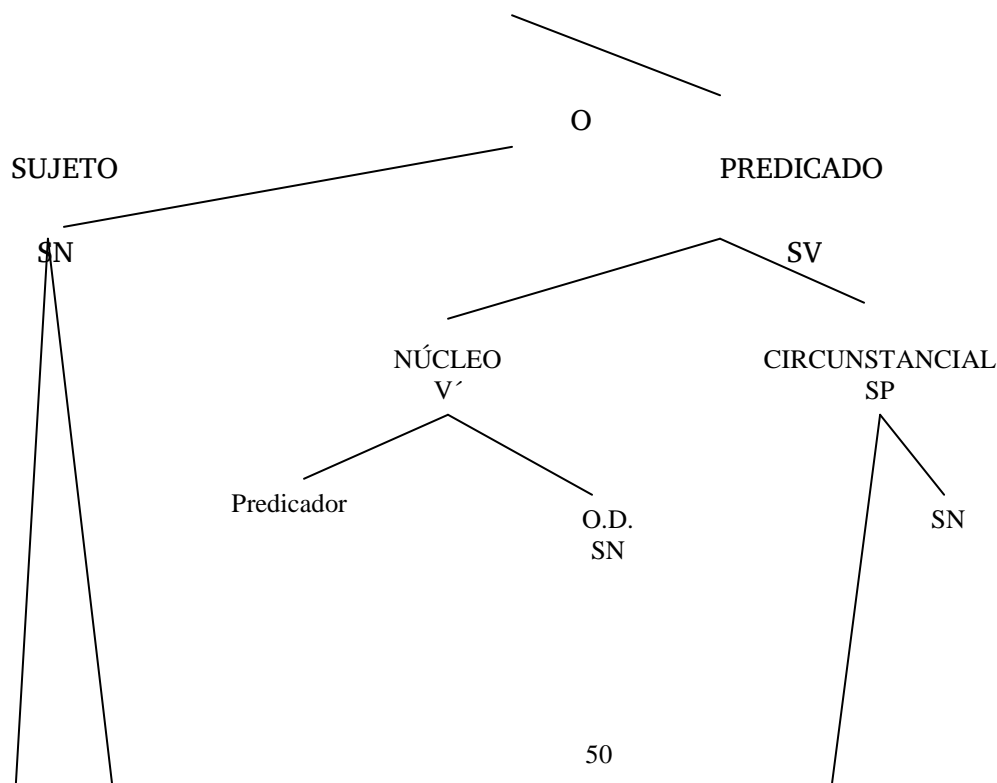 O
SUJETO PREDICADO
SN SV
NÚCLEO CIRCUNSTANCIAL
V´ SP
Predicador O.D. SN
SN
50